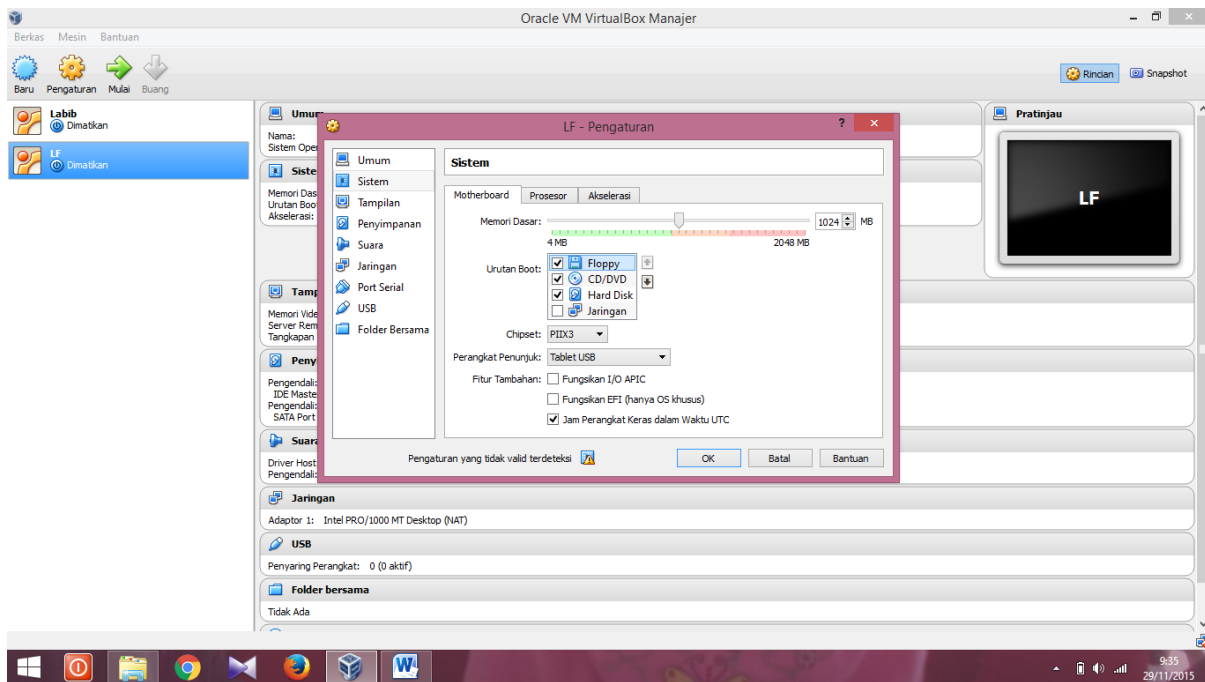 Oracle VM VirtualBox Manajer
Berkas Mesin Bantuan
Baru Pengaturan Mulai Buang
Rincian Snapshot
Labib
Dimatikan
LF
Dimatikan
Umum
Nama:
Sistem Ope
Siste
Memori Das
Urutan Boo
Akselerasi:
Tamp
Memori Vide
Server Rem
Tangkapan
Peny
Pengendali:
IDE Maste
Pengendali:
SATA Port
Suara
Driver Host
Pengendali:
Jaringan
Adaptor 1: Intel PRO/1000 MT Desktop (NAT)
USB
Penyaring Perangkat: 0 (0 aktif)
Folder bersama
Tidak Ada
Pratinjau
LF
LF - Pengaturan
?
Umum
Sistem
Tampilan
Penyimpanan
Suara
Jaringan
Port Serial
USB
Folder Bersama
Sistem
Motherboard Prosesor Akselerasi
Memori Dasar: 1024 MB
4 MB 2048 MB
Urutan Boot:
Floppy
CD/DVD
Hard Disk
Jaringan
Chipset: PIIX3
Perangkat Penunjuk: Tablet USB
Fitur Tambahan: Fungsikan I/O APIC
Fungsikan EFI (hanya OS khusus)
Jam Perangkat Keras dalam Waktu UTC
Pengaturan yang tidak valid terdeteksi OK Batal Bantuan
9:35
29/11/2015